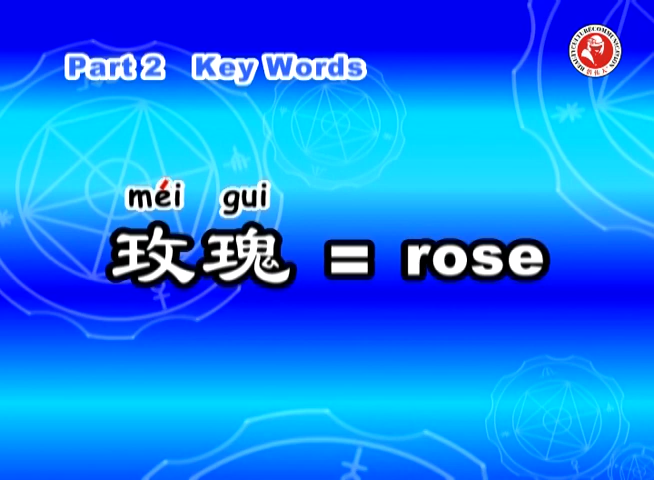 Part 2 Key Words
méi gui
玫瑰 = rose